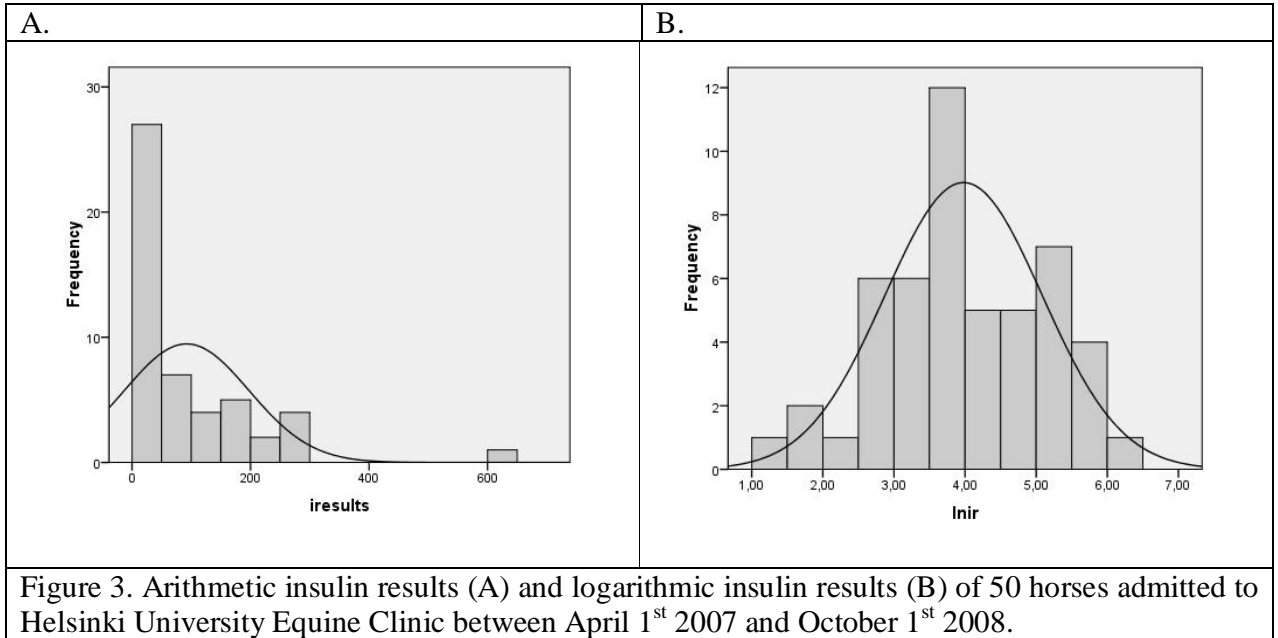 A.
B.
30
20
10
0
Frequency
0 200 400 600
iresults
12
10
8
6
4
2
0
Frequency
1,00 2,00 3,00 4,00 5,00 6,00 7,00
lnir
Figure 3. Arithmetic insulin results (A) and logarithmic insulin results (B) of 50 horses admitted to
Helsinki University Equine Clinic between April 1st 2007 and October 1st 2008.